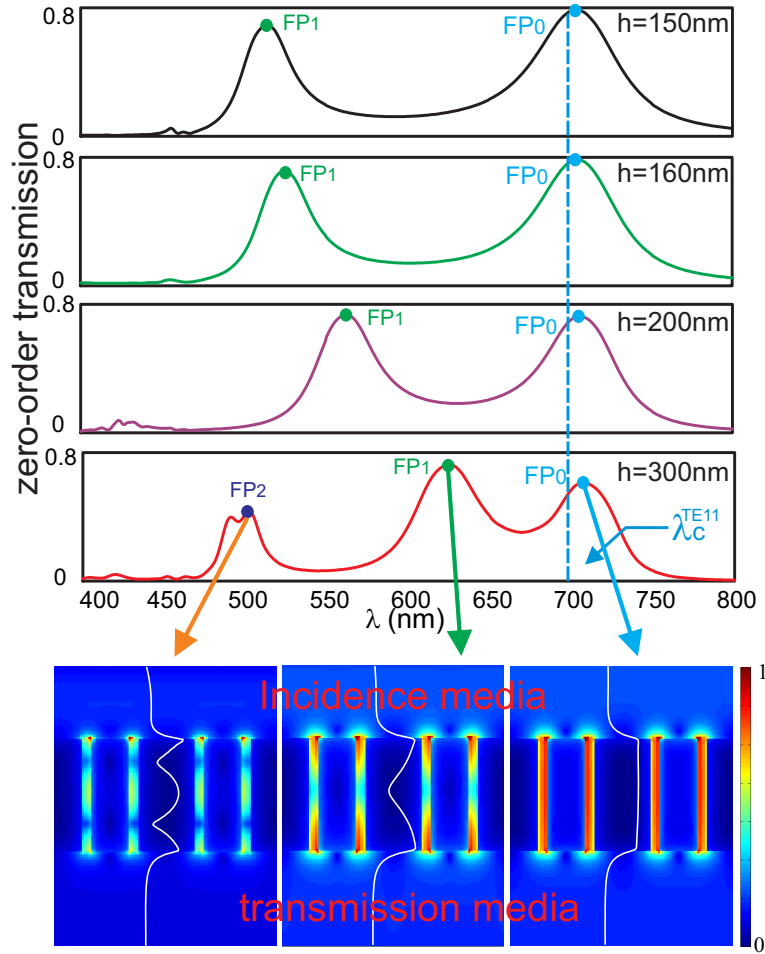 zero-order transmission
0.8
FP1
FP0
h=150nm
0
0.8
FP1
FP0
h=160nm
0
0.8
FP1
FP0
h=200nm
0
0.8
FP2
FP1
FP0
h=300nm
λc TE11
0
400 450 500 550 600 650 700 750 800
λ (nm)
Incidence media
transmission media
1
0